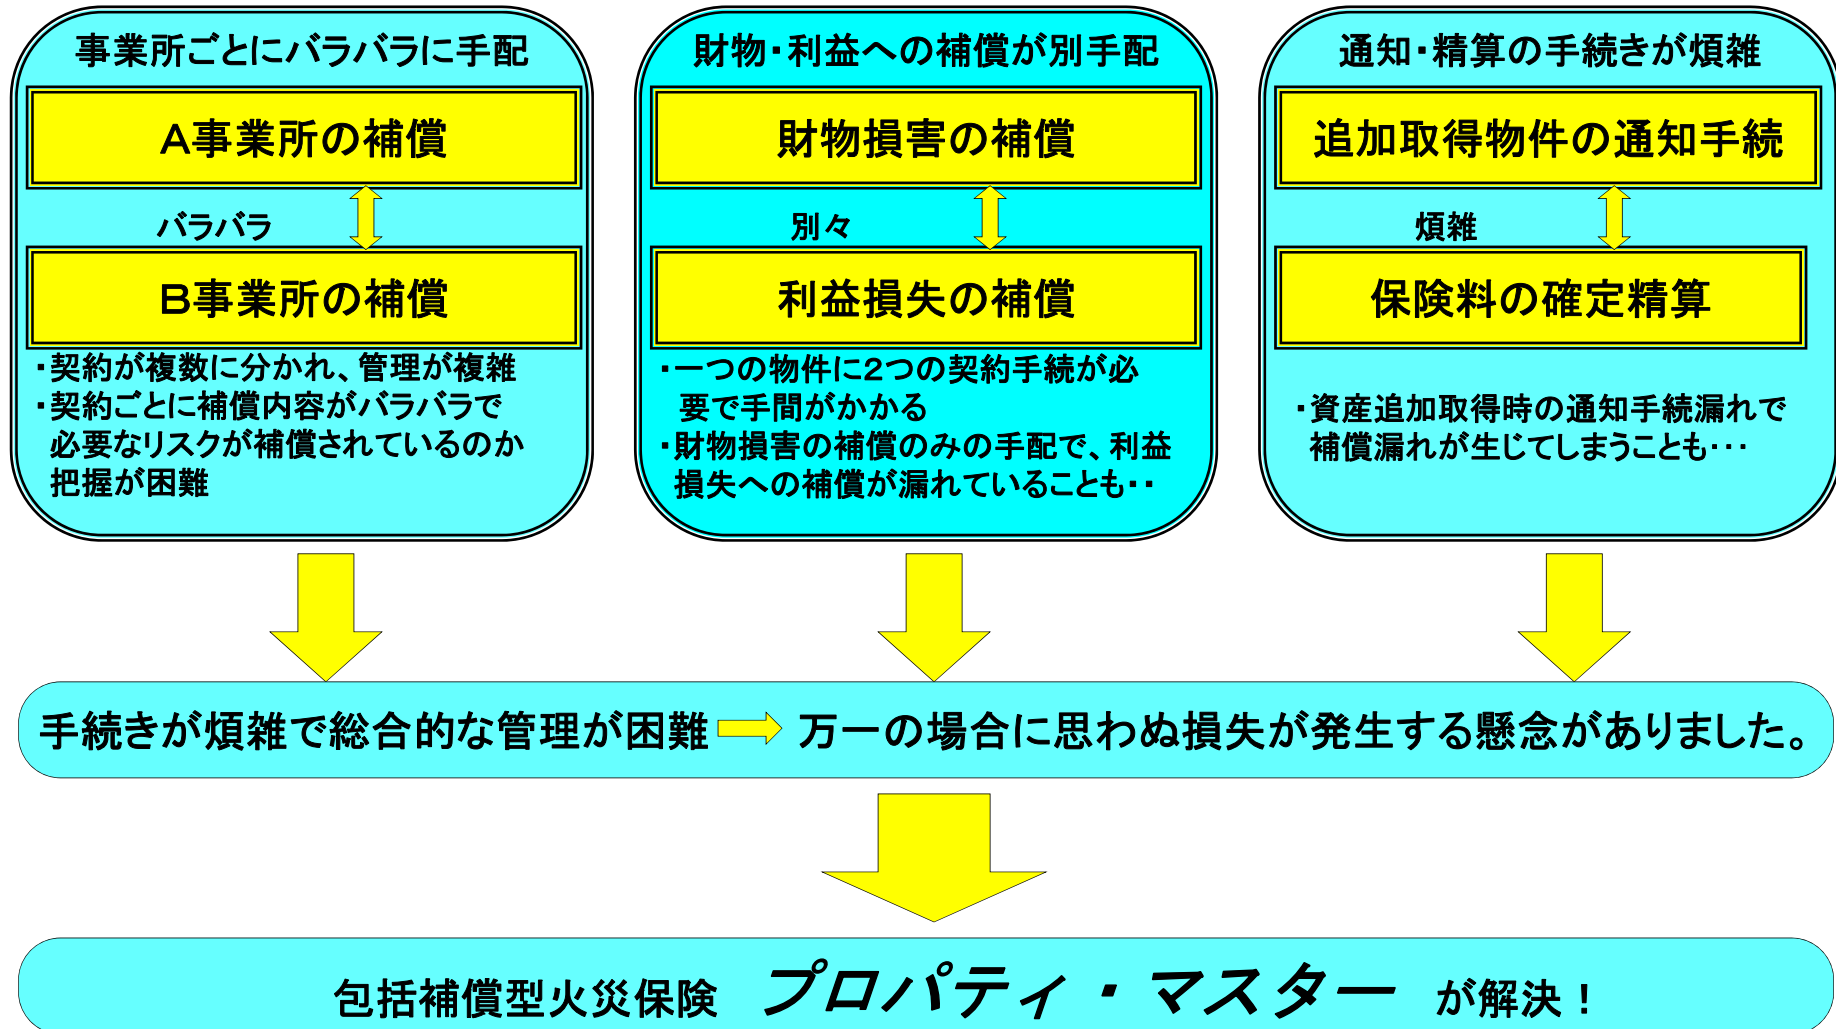 事業所ごとにバラバラに手配
A事業所の補償
バラバラ
B事業所の補償
・契約が複数に分かれ、管理が複雑
・契約ごとに補償内容がバラバラで
必要なリスクが補償されているのか
把握が困難
財物・利益への補償が別手配
財物損害の補償
別々
利益損失の補償
・一つの物件に2つの契約手続が必
要で手間がかかる
・財物損害の補償のみの手配で、利益
損失への補償が漏れていることも・・
通知・精算の手続きが煩雑
追加取得物件の通知手続
煩雑
保険料の確定精算
・資産追加取得時の通知手続漏れで
補償漏れが生じてしまうことも・・・
手続きが煩雑で総合的な管理が困難 万一の場合に思わぬ損失が発生する懸念がありました。
包括補償型火災保険 プロパティ・マスター が解決！